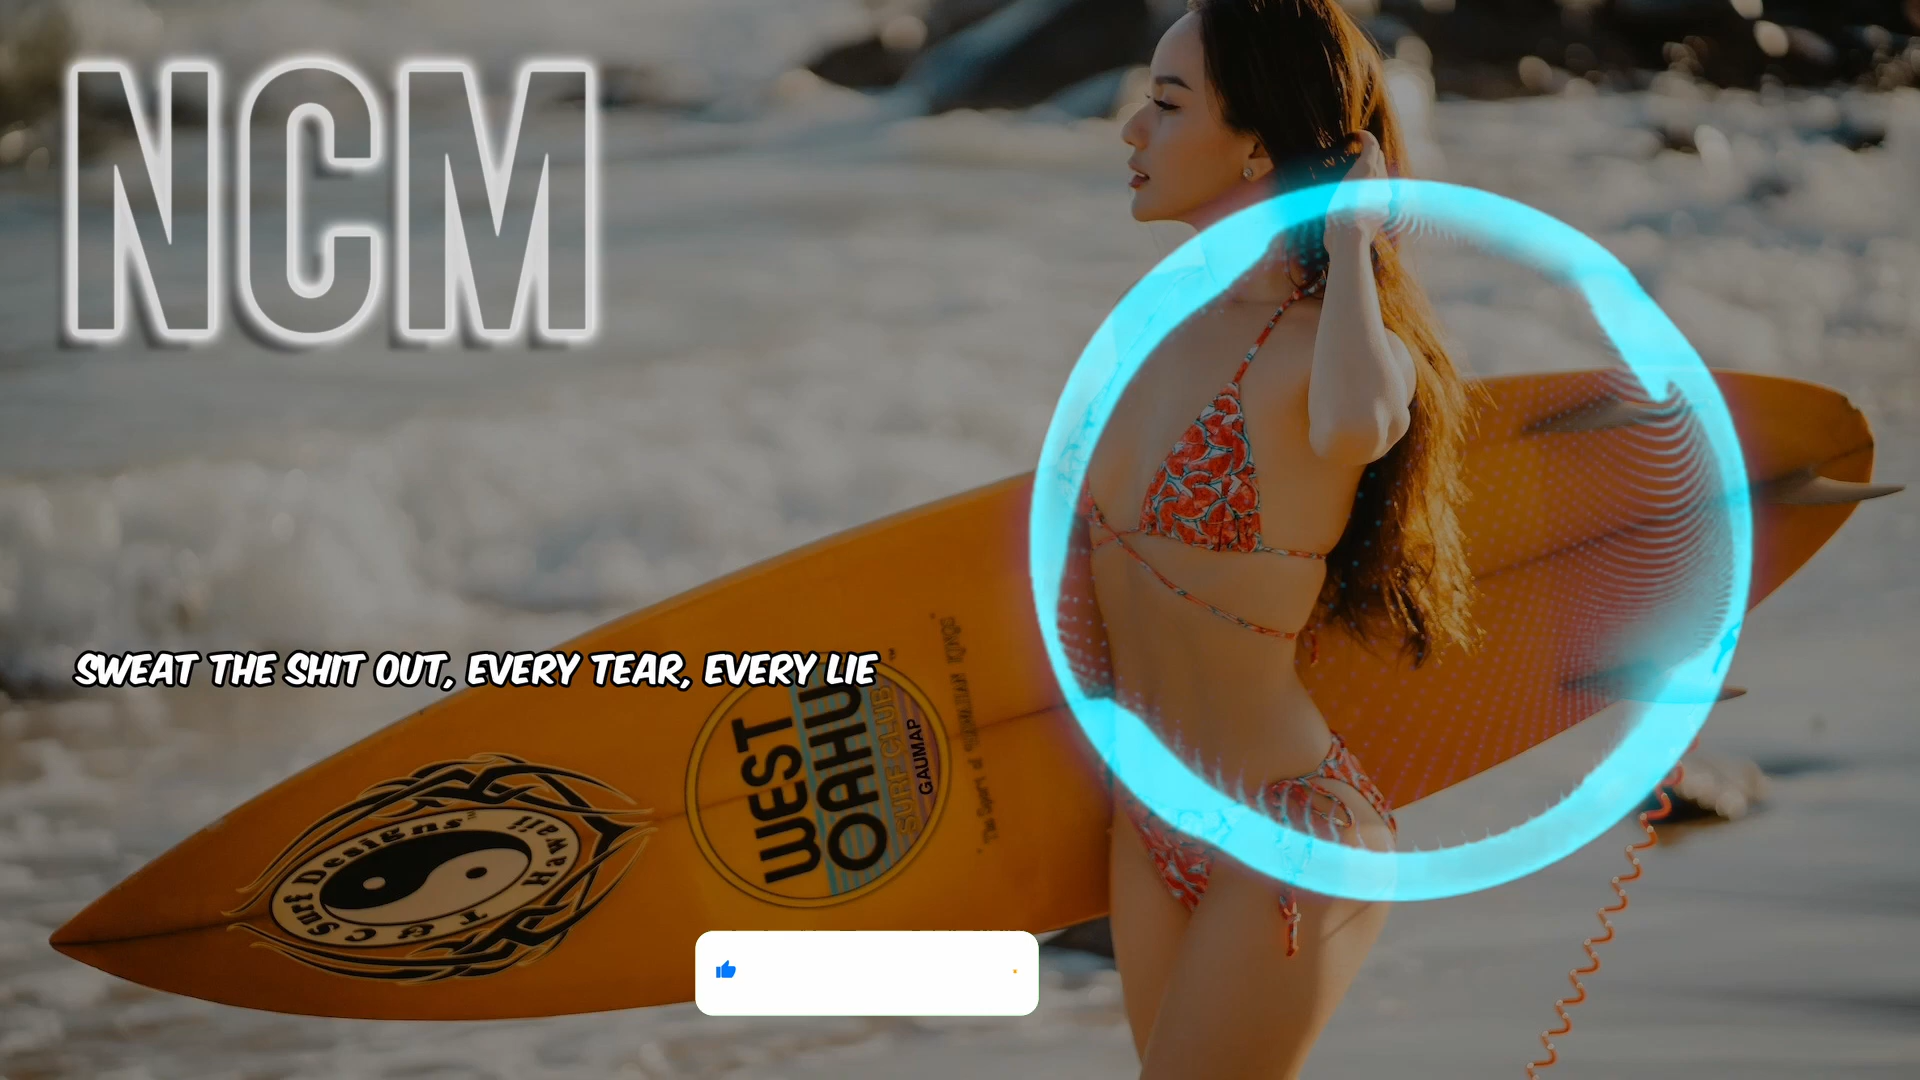 NCM
SWEAT THE SHIT OUT, EVERY TEAR, EVERY LIE
WEST
OAHU
SURF CLUB
GAUMAP
T & C Surf Designs
Hawaii